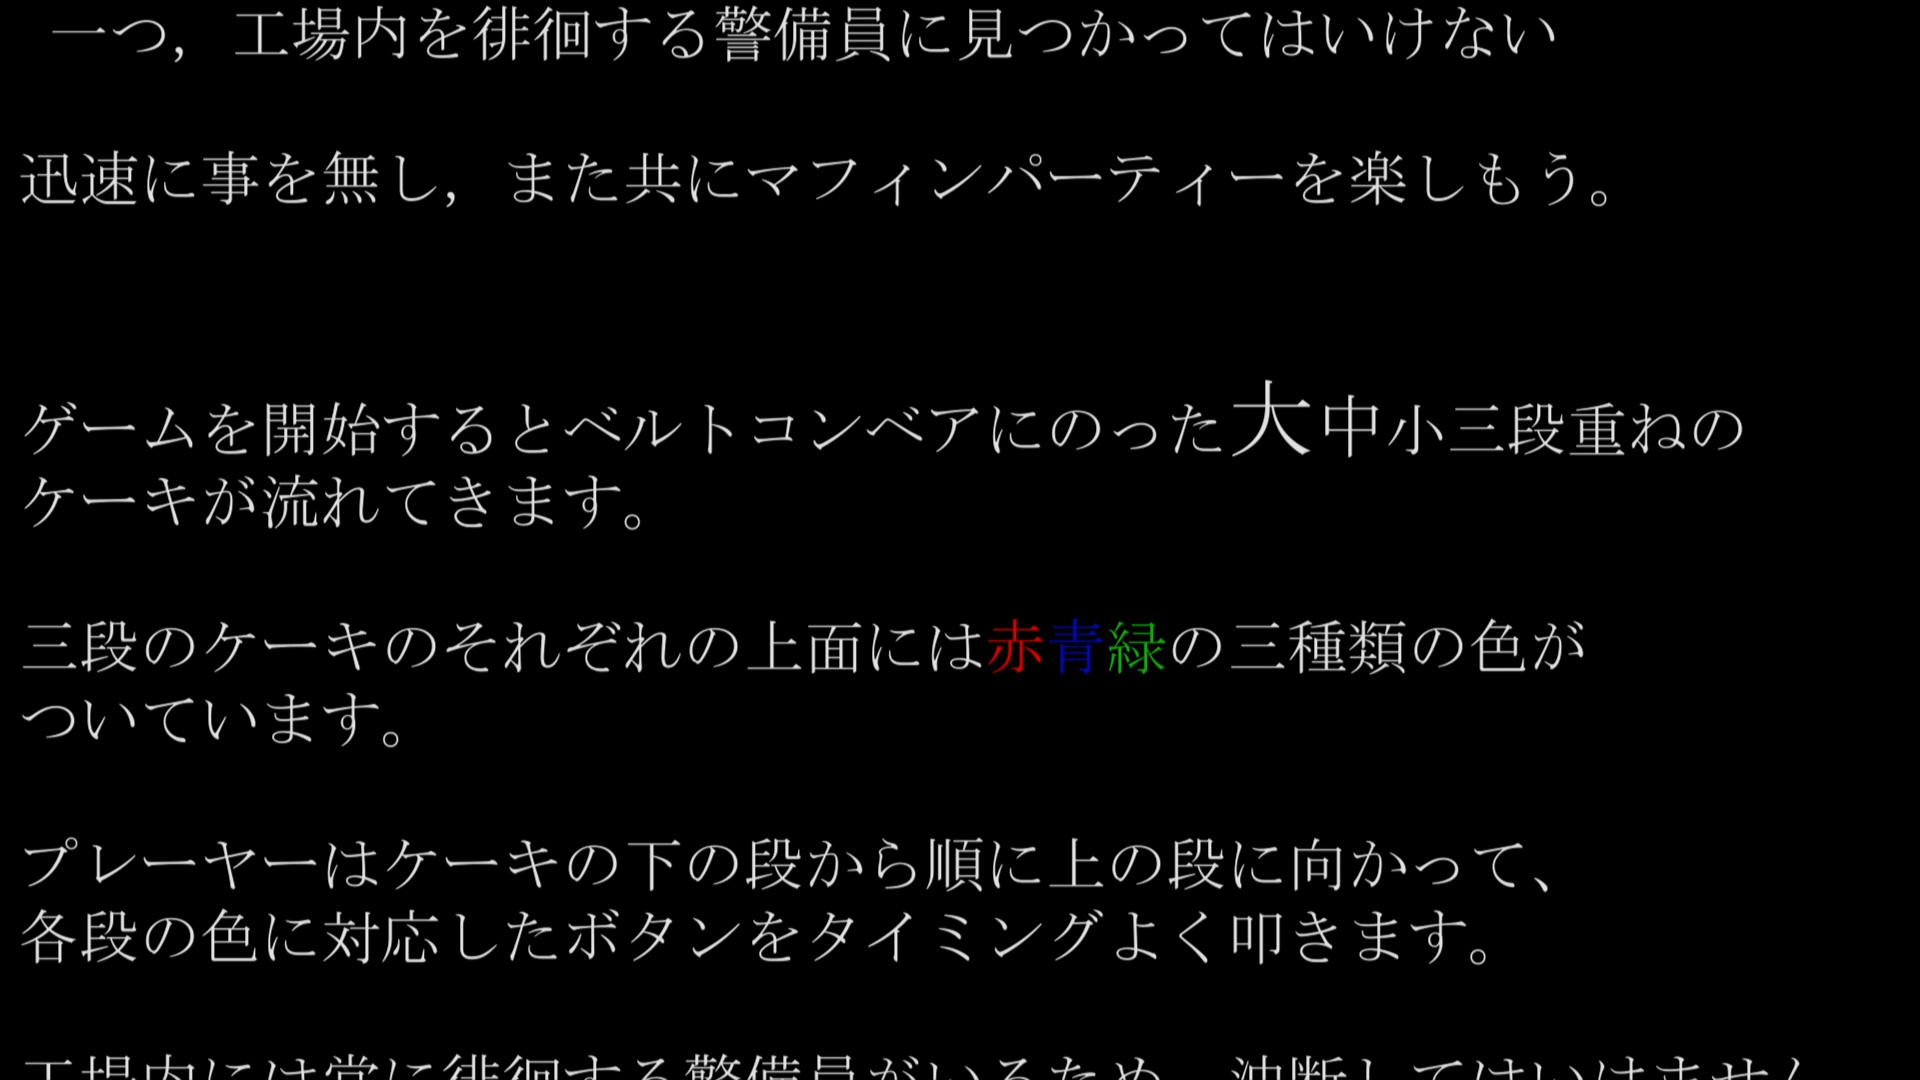 一つ，工場内を徘徊する警備員に見つかってはいけない
迅速に事を無し，また共にマフィンパーティーを楽しもう。
ゲームを開始するとベルトコンベアにのった大中小三段重ねの
ケーキが流れてきます。
三段のケーキのそれぞれの上面には赤青緑の三種類の色が
ついています。
プレーヤーはケーキの下の段から順に上の段に向かって、
各段の色に対応したボタンをタイミングよく叩きます。
工場内には常に徘徊する警備員がいるため、油断してはいけません